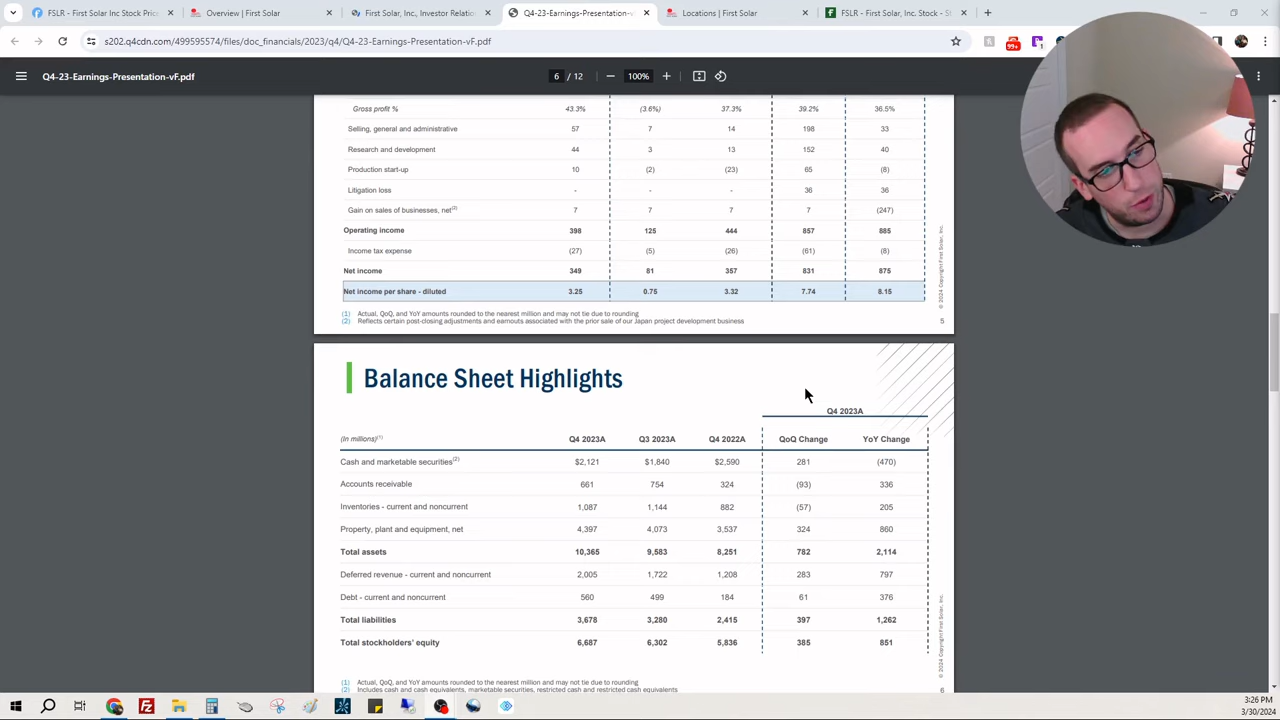 FSLR - First Sol Inc Stock Pric
Overview | First Solar
First Solar, Inc. - Investor Relatio
Q4-23-Earnings-Presentation-v
Locations | First Solar
FSLR - First Solar, Inc. Stock - S
s202.q4cdn.com/499595574/files/doc_financial/2023/q4/Q4-23-Earnings-Presentation-vF.pdf
99+
1
Q4-23-Earnings-Presentation-vF.pdf
6 / 12
100%
Gross profit % 43.3% (3.6%) 37.3% 39.2% 36.5%
Selling, general and administrative 57 7 14 198 33
Research and development 44 3 13 152 40
Production start-up 10 (2) (23) 65 (8)
Litigation loss - - - 36 36
Gain on sales of businesses, net(2) 7 7 7 7 (247)
Operating income 398 125 444 857 885
Income tax expense (27) (5) (26) (61) (8)
Net income 349 81 357 831 875
Net income per share - diluted 3.25 0.75 3.32 7.74 8.15
(1) Actual, QoQ, and YoY amounts rounded to the nearest million and may not tie due to rounding
(2) Reflects certain post-closing adjustments and earnouts associated with the prior sale of our Japan project development business
© 2024 Copyright First Solar, Inc.
5
Balance Sheet Highlights
Q4 2023A
(In millions)(1) Q4 2023A Q3 2023A Q4 2022A QoQ Change YoY Change
Cash and marketable securities(2) $2,121 $1,840 $2,590 281 (470)
Accounts receivable 661 754 324 (93) 336
Inventories - current and noncurrent 1,087 1,144 882 (57) 205
Property, plant and equipment, net 4,397 4,073 3,537 324 860
Total assets 10,365 9,583 8,251 782 2,114
Deferred revenue - current and noncurrent 2,005 1,722 1,208 283 797
Debt - current and noncurrent 560 499 184 61 376
Total liabilities 3,678 3,280 2,415 397 1,262
Total stockholders' equity 6,687 6,302 5,836 385 851
(1) Actual, QoQ, and YoY amounts rounded to the nearest million and may not tie due to rounding
(2) Includes cash and cash equivalents, marketable securities, restricted cash and restricted cash equivalents
© 2024 Copyright First Solar, Inc.
6
3:26 PM
3/30/2024